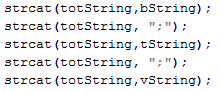 strcat(totString,bString);
strcat(totString, ";");
strcat(totString,tString);
strcat(totString, ";");
strcat(totString,vString);